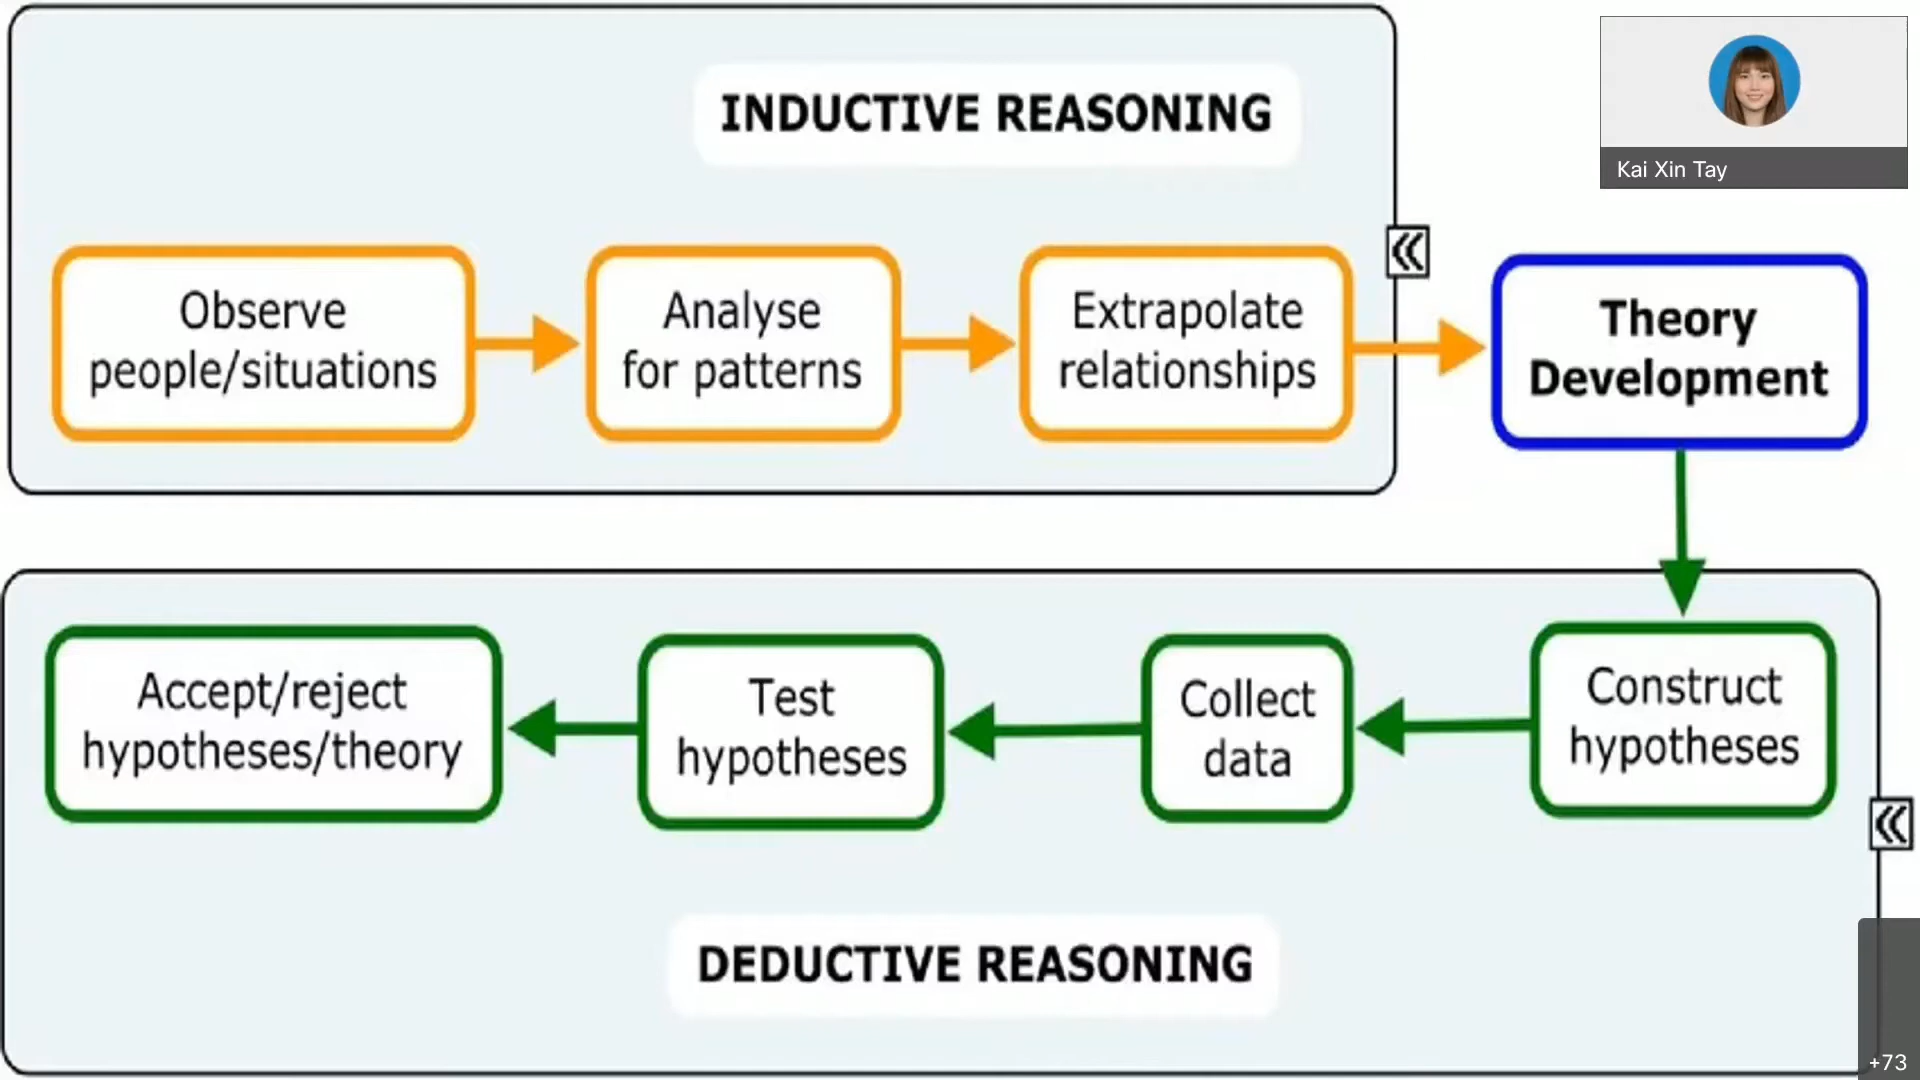 INDUCTIVE REASONING
Kai Xin Tay
Observe
people/situations
Analyse
for patterns
Extrapolate
relationships
Theory
Development
Accept/reject
hypotheses/theory
Test
hypotheses
Collect
data
Construct
hypotheses
DEDUCTIVE REASONING
+73